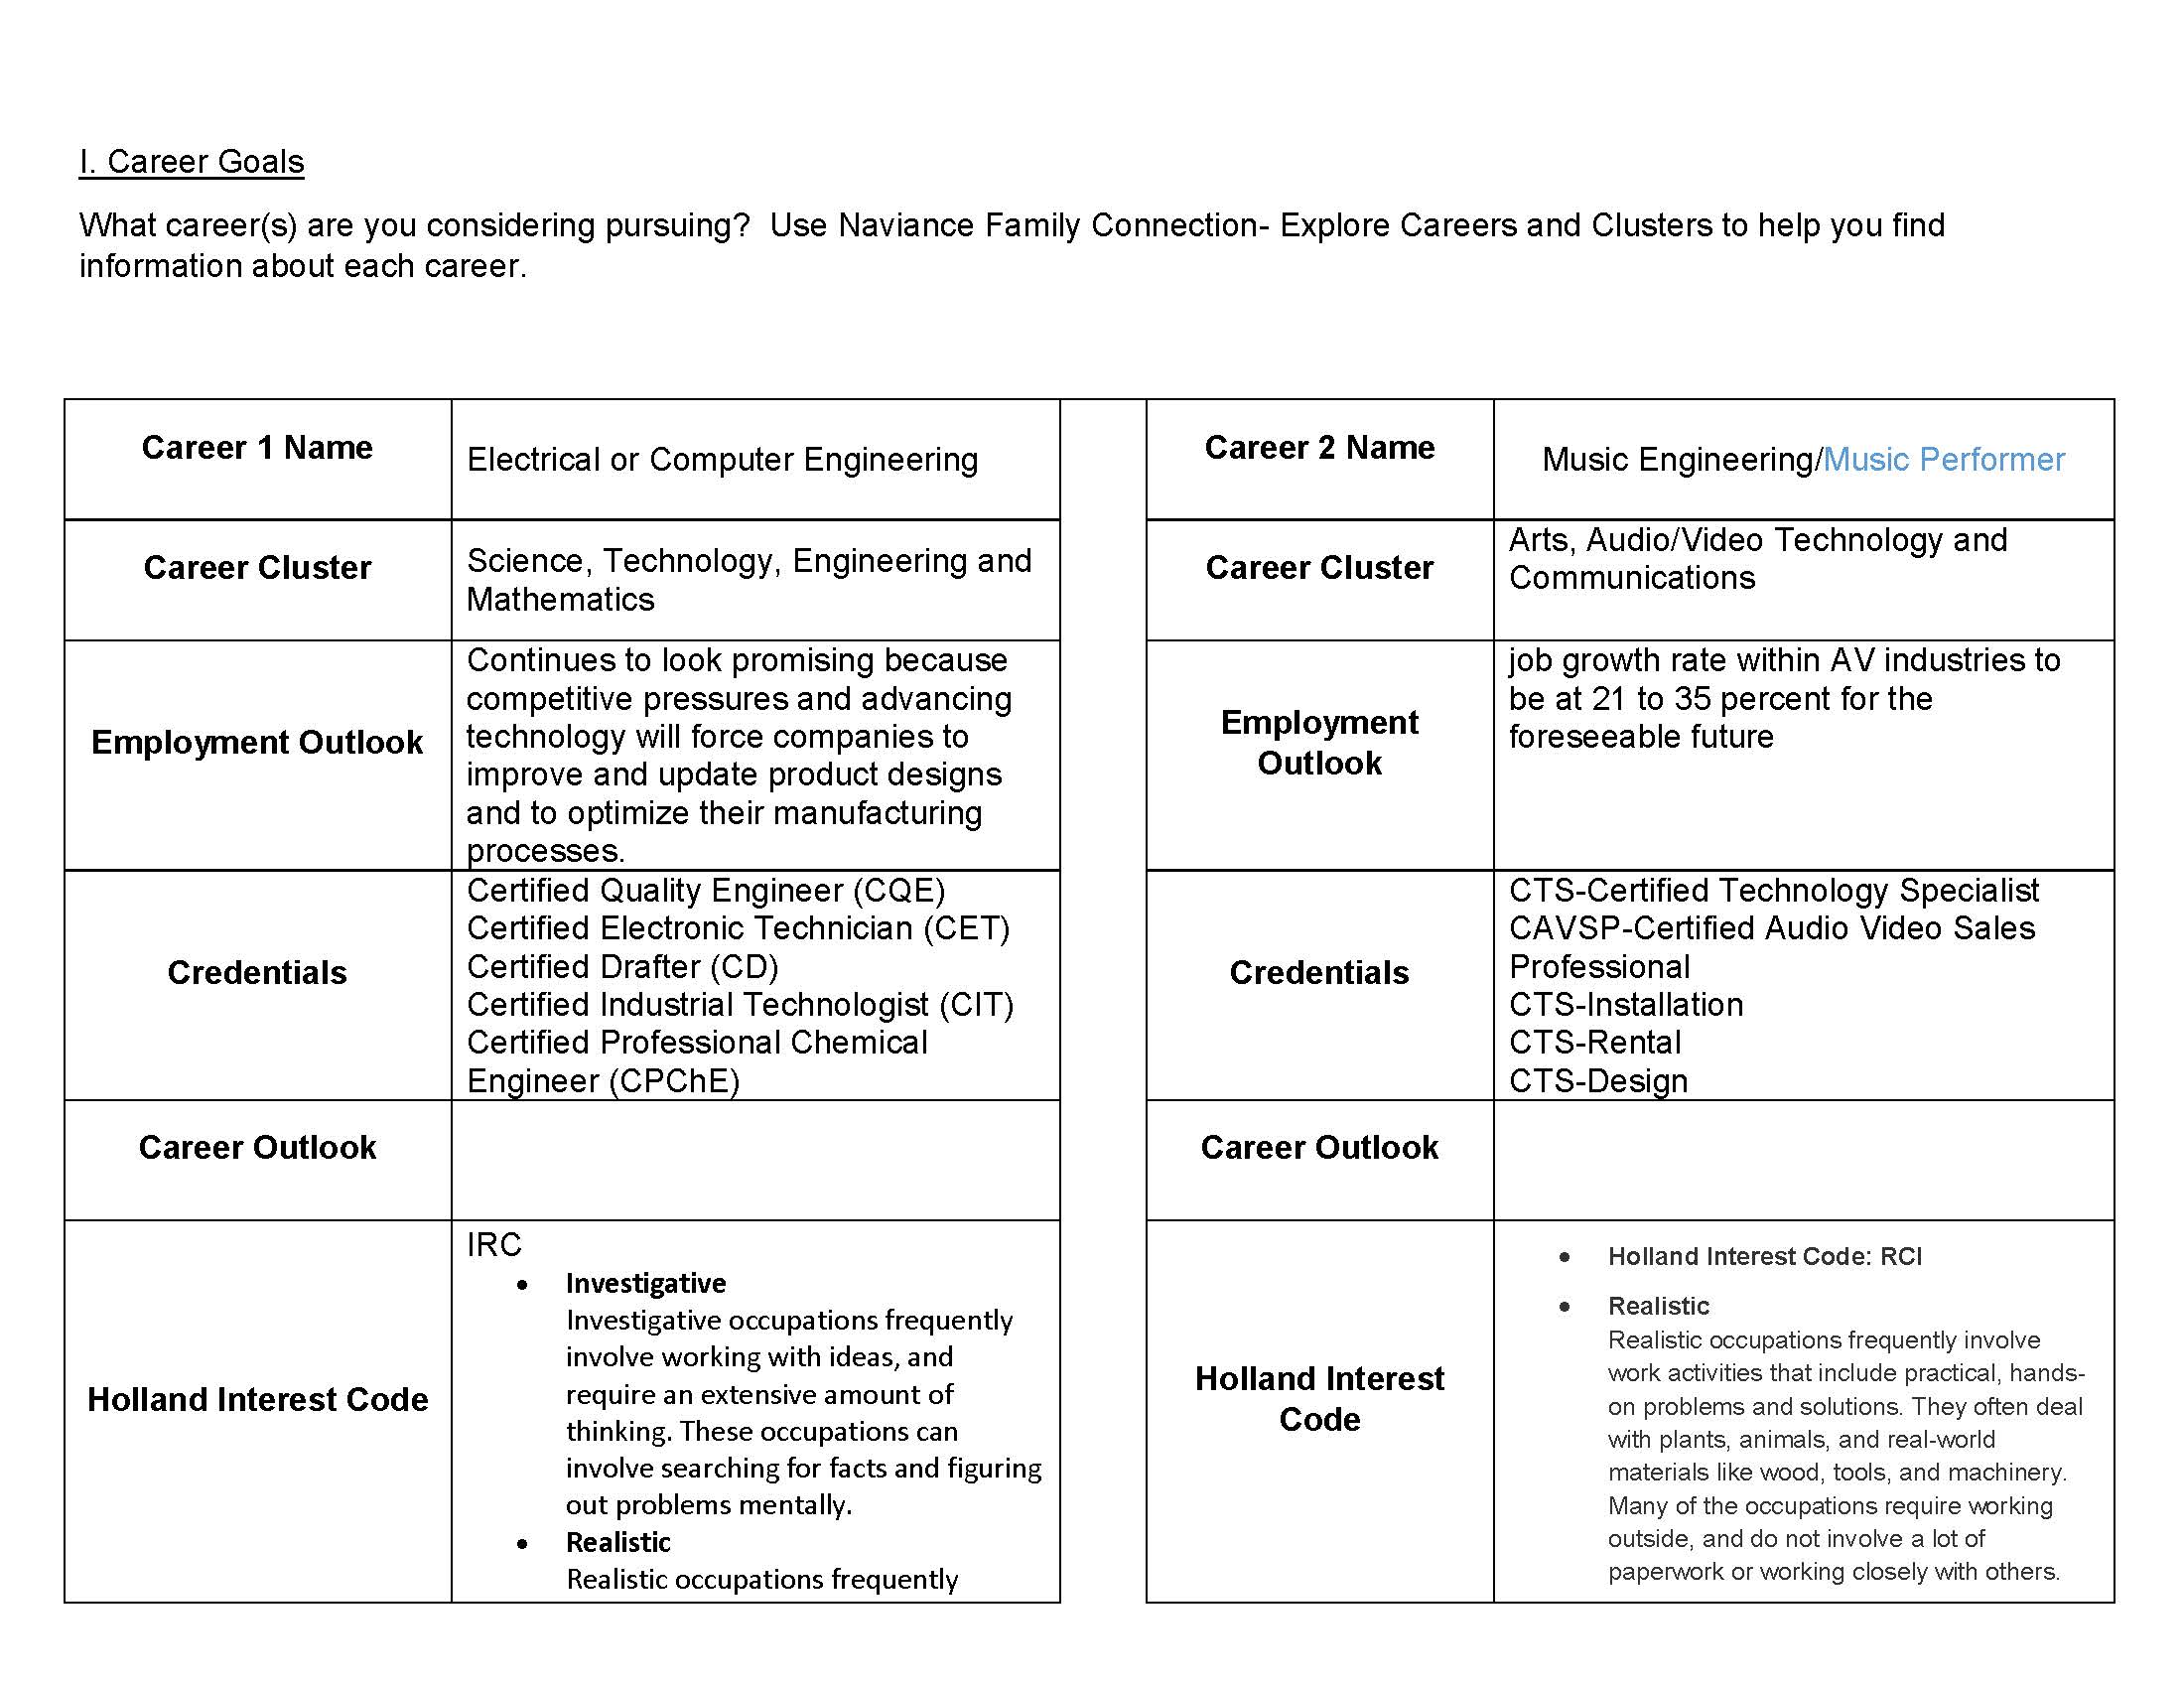 I. Career Goals
What career(s) are you considering pursuing?  Use Naviance Family Connection- Explore Careers and Clusters to help you find
information about each career.
Career 1 Name
Electrical or Computer Engineering
Career Cluster
Science, Technology, Engineering and
Mathematics
Employment Outlook
Continues to look promising because
competitive pressures and advancing
technology will force companies to
improve and update product designs
and to optimize their manufacturing
processes.
Credentials
Certified Quality Engineer (CQE)
Certified Electronic Technician (CET)
Certified Drafter (CD)
Certified Industrial Technologist (CIT)
Certified Professional Chemical
Engineer (CPChE)
Career Outlook
Holland Interest Code
IRC
• Investigative
Investigative occupations frequently
involve working with ideas, and
require an extensive amount of
thinking. These occupations can
involve searching for facts and figuring
out problems mentally.
• Realistic
Realistic occupations frequently
Career 2 Name
Music Engineering/Music Performer
Career Cluster
Arts, Audio/Video Technology and
Communications
Employment
Outlook
job growth rate within AV industries to
be at 21 to 35 percent for the
foreseeable future
Credentials
CTS-Certified Technology Specialist
CAVSP-Certified Audio Video Sales
Professional
CTS-Installation
CTS-Rental
CTS-Design
Career Outlook
Holland Interest
Code
• Holland Interest Code: RCI
• Realistic
Realistic occupations frequently involve
work activities that include practical, hands-
on problems and solutions. They often deal
with plants, animals, and real-world
materials like wood, tools, and machinery.
Many of the occupations require working
outside, and do not involve a lot of
paperwork or working closely with others.